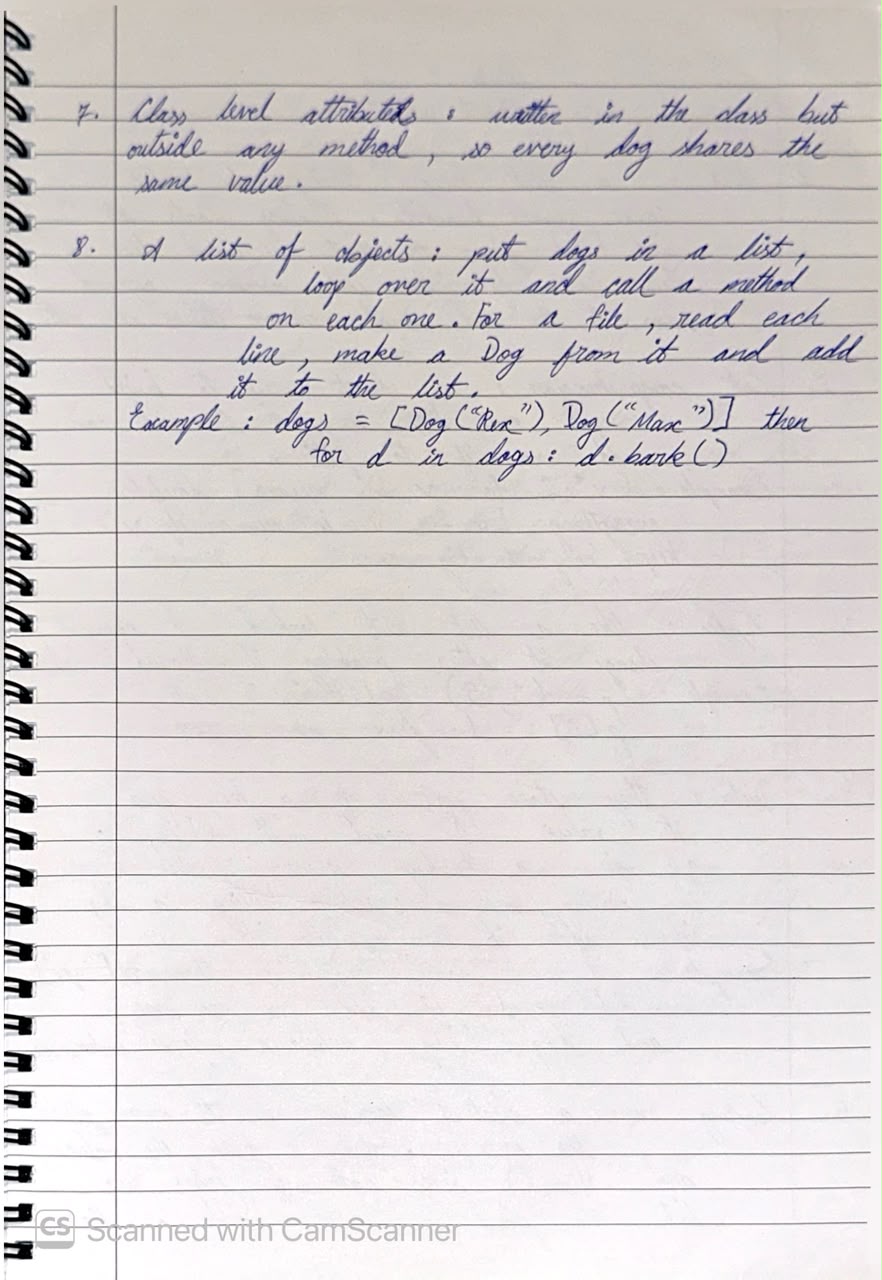 7. Class level attributes : written in the class but
outside any method, so every dog shares the
same value.
8. A list of objects : put dogs in a list,
loop over it and call a method
on each one. For a file, read each
line, make a Dog from it and add
it to the list.
Example : dogs = [Dog("Rex"), Dog("Max")] then
for d in dogs : d.bark()
CS Scanned with CamScanner